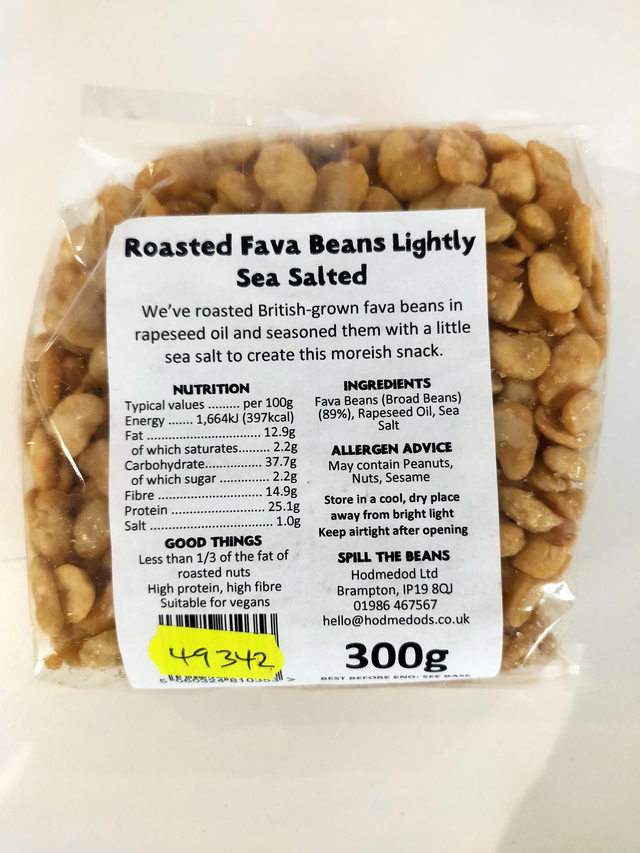 Roasted Fava Beans Lightly
Sea Salted
We've roasted British-grown fava beans in
rapeseed oil and seasoned them with a little
sea salt to create this moreish snack.
NUTRITION
Typical values ......... per 100g
Energy ....... 1,664kJ (397kcal)
Fat ................................. 12.9g
of which saturates......... 2.2g
Carbohydrate................. 37.7g
of which sugar ............... 2.2g
Fibre ............................. 14.9g
Protein .......................... 25.1g
Salt ................................. 1.0g
GOOD THINGS
Less than 1/3 of the fat of
roasted nuts
High protein, high fibre
Suitable for vegans
49342
INGREDIENTS
Fava Beans (Broad Beans)
(89%), Rapeseed Oil, Sea
Salt
ALLERGEN ADVICE
May contain Peanuts,
Nuts, Sesame
Store in a cool, dry place
away from bright light
Keep airtight after opening
SPILL THE BEANS
Hodmedod Ltd
Brampton, IP19 8QJ
01986 467567
hello@hodmedods.co.uk
300g
BEST BEFORE END: SEE BASE